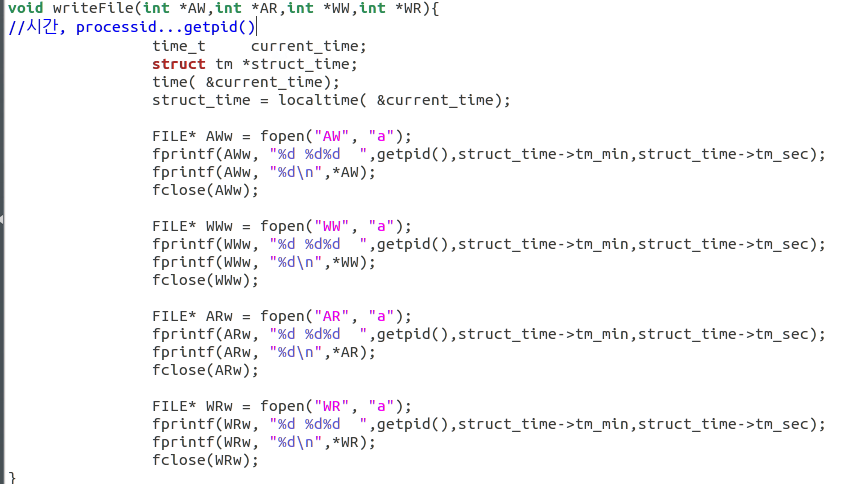 void writeFile(int *AW,int *AR,int *WW,int *WR){
//시간, processid...getpid()
time_t     current_time;
struct tm *struct_time;
time( &current_time);
struct_time = localtime( &current_time);
FILE* AWw = fopen("AW", "a");
fprintf(AWw, "%d %d%d  ",getpid(),struct_time->tm_min,struct_time->tm_sec);
fprintf(AWw, "%d\n",*AW);
fclose(AWw);
FILE* WWw = fopen("WW", "a");
fprintf(WWw, "%d %d%d  ",getpid(),struct_time->tm_min,struct_time->tm_sec);
fprintf(WWw, "%d\n",*WW);
fclose(WWw);
FILE* ARw = fopen("AR", "a");
fprintf(ARw, "%d %d%d  ",getpid(),struct_time->tm_min,struct_time->tm_sec);
fprintf(ARw, "%d\n",*AR);
fclose(ARw);
FILE* WRw = fopen("WR", "a");
fprintf(WRw, "%d %d%d  ",getpid(),struct_time->tm_min,struct_time->tm_sec);
fprintf(WRw, "%d\n",*WR);
fclose(WRw);
}